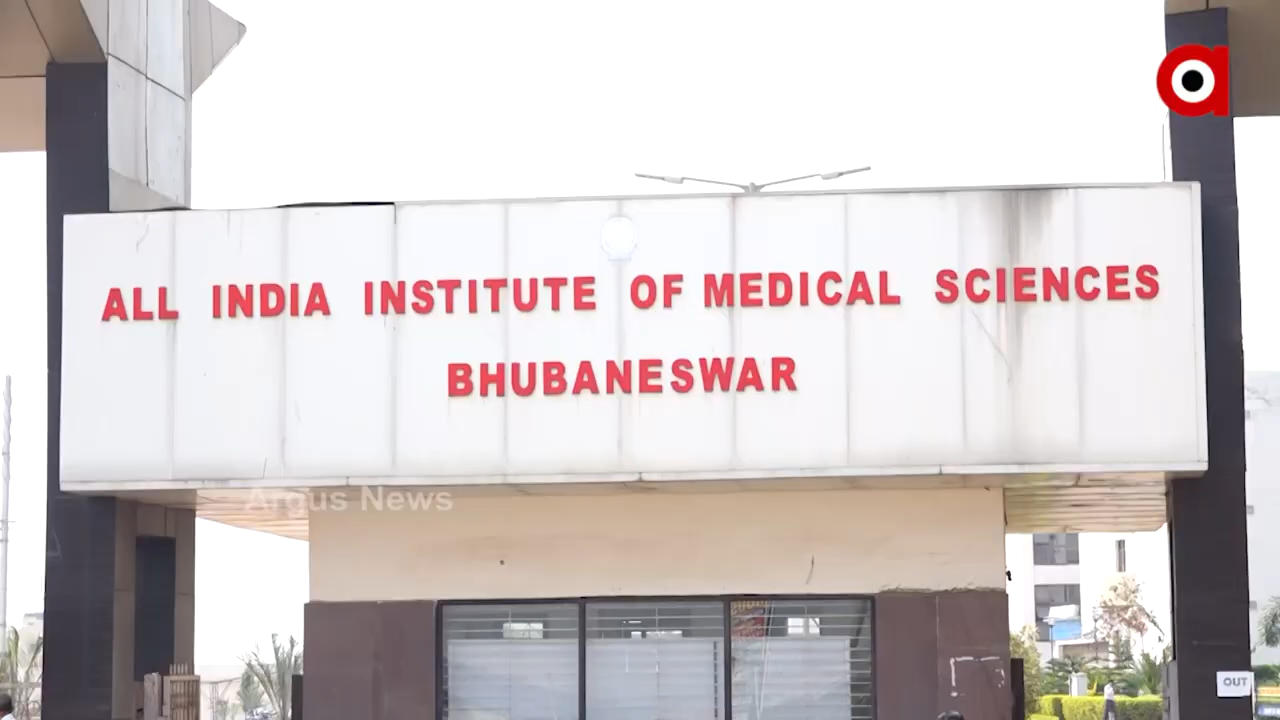 ALL INDIA INSTITUTE OF MEDICAL SCIENCES
BHUBANESWAR
Argus News
OUT